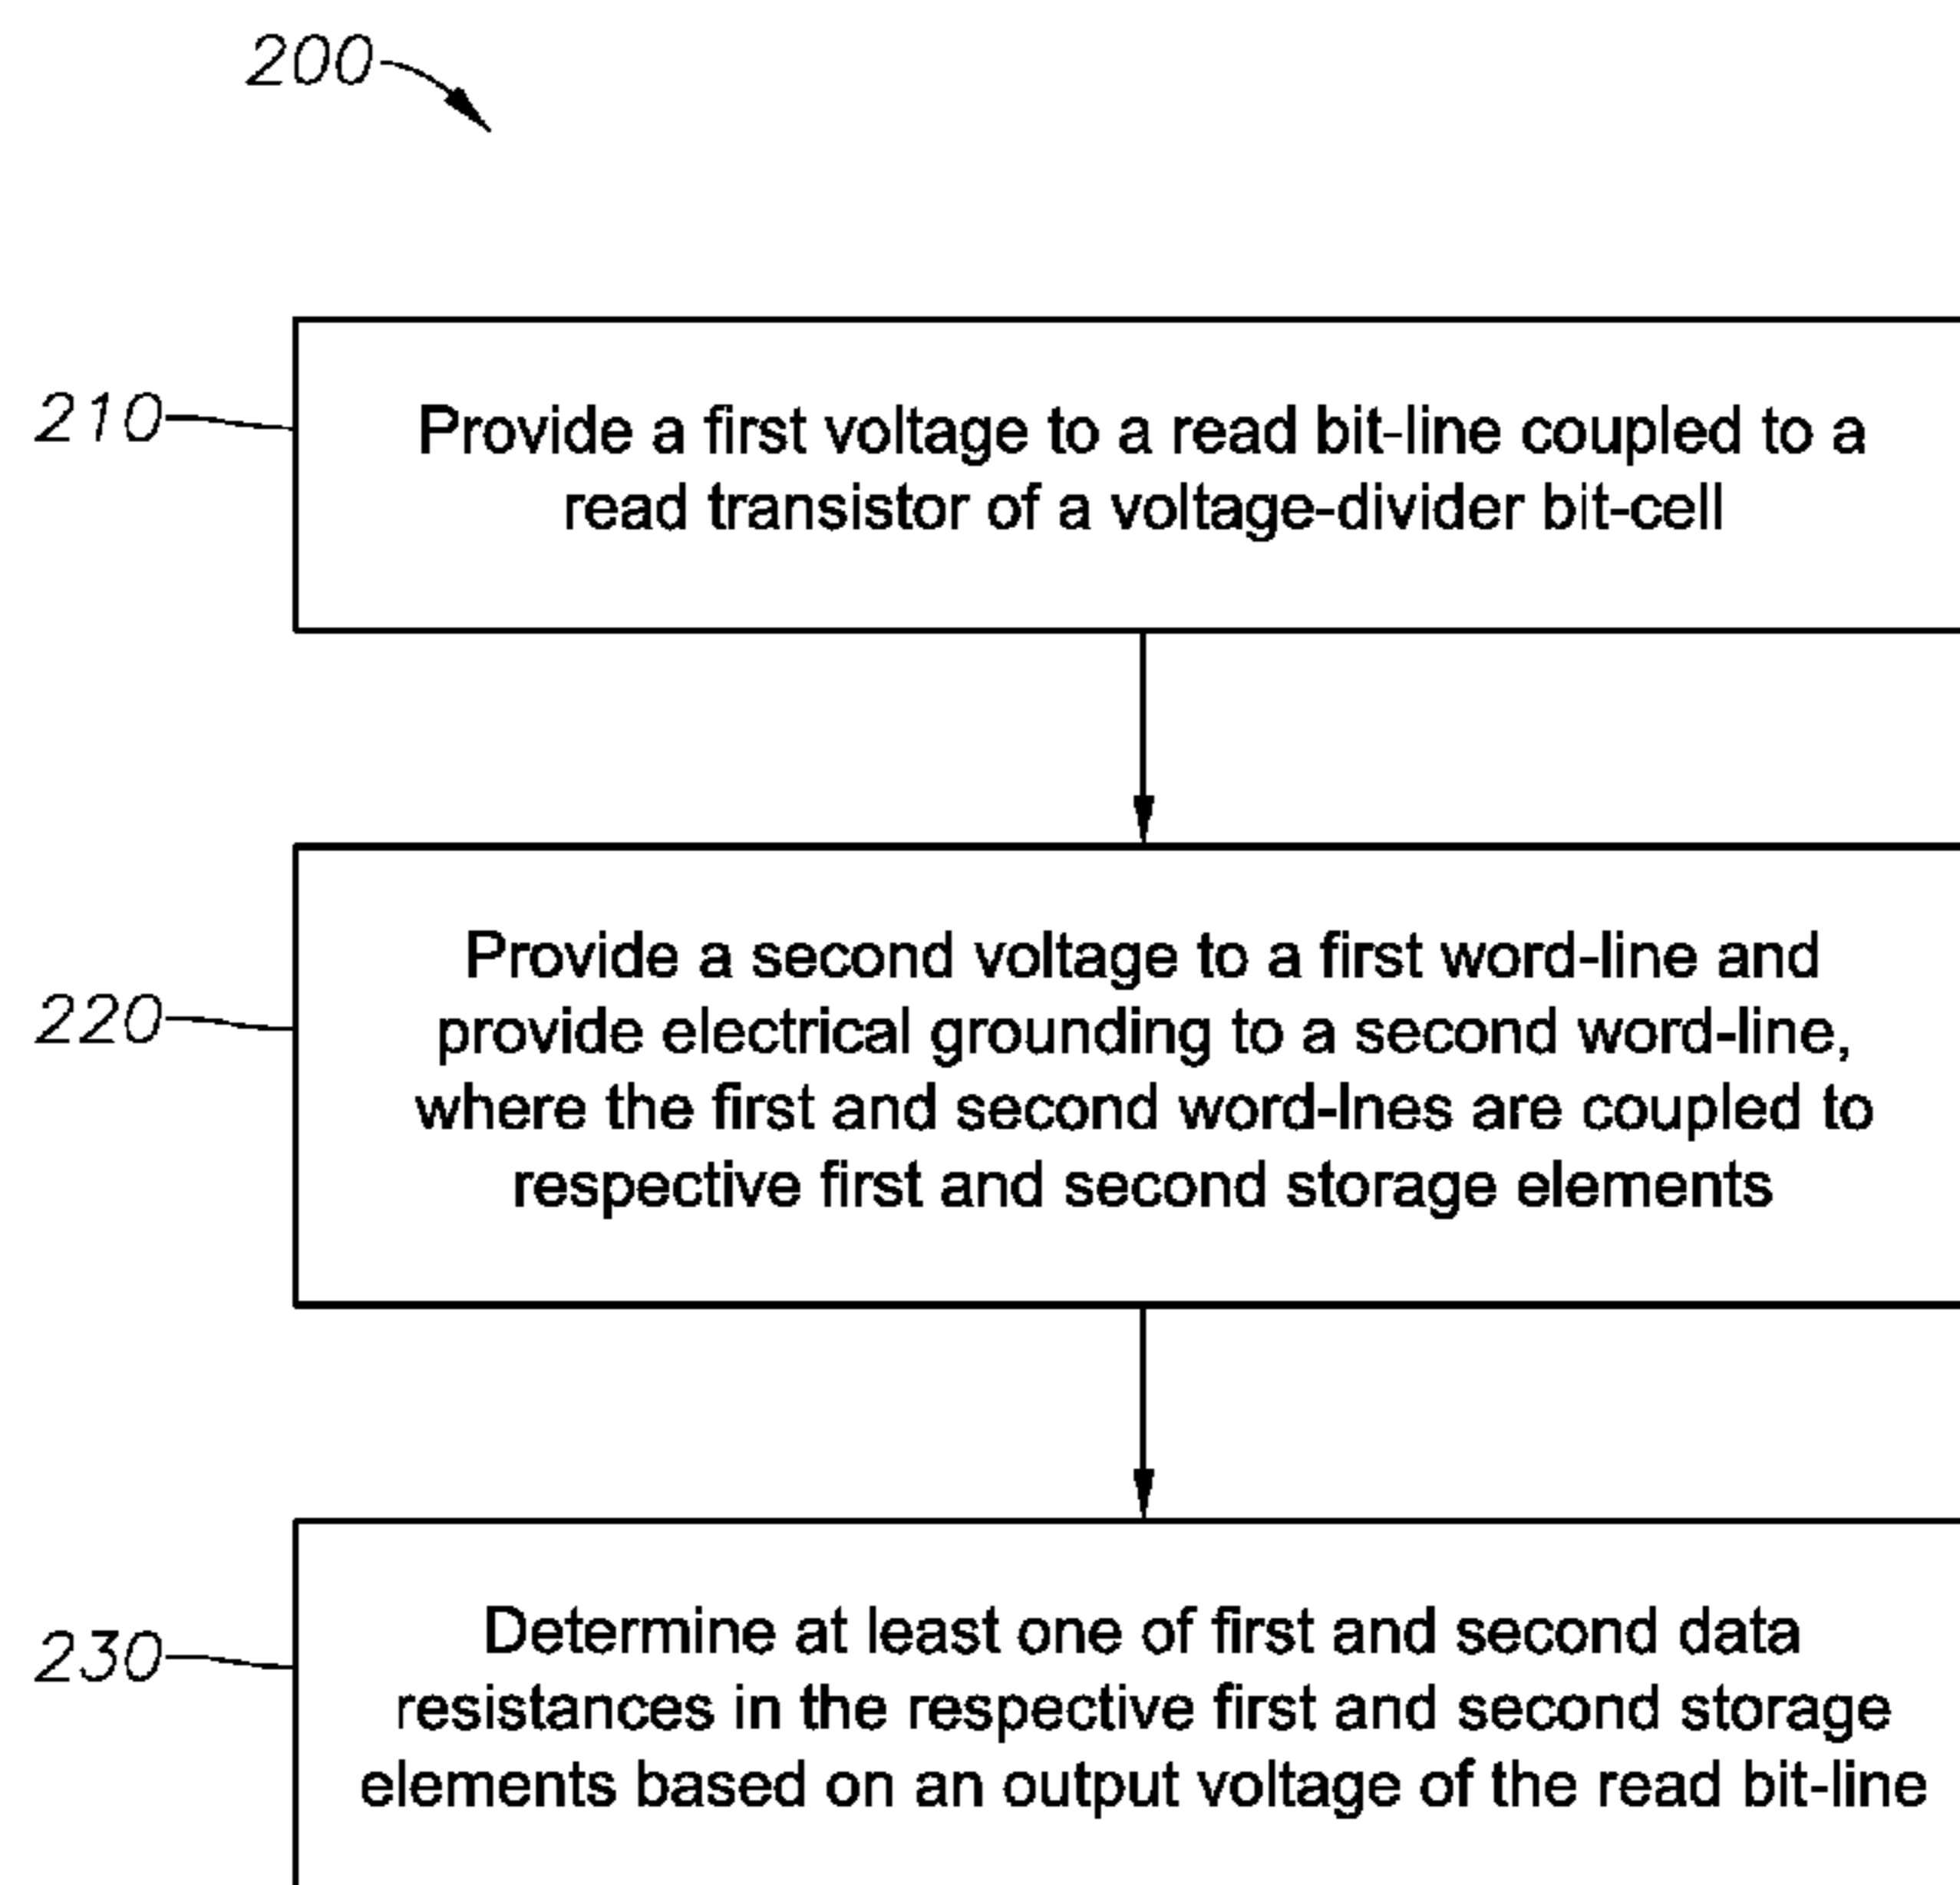 200
210
Provide a first voltage to a read bit-line coupled to a
read transistor of a voltage-divider bit-cell
220
Provide a second voltage to a first word-line and
provide electrical grounding to a second word-line,
where the first and second word-lnes are coupled to
respective first and second storage elements
230
Determine at least one of first and second data
resistances in the respective first and second storage
elements based on an output voltage of the read bit-line